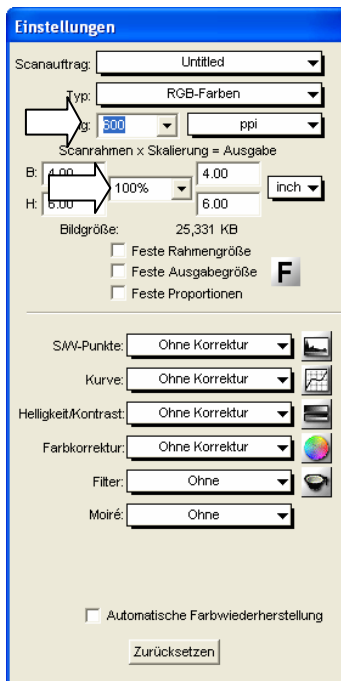 Einstellungen
Scanauftrag: Untitled
Typ: RGB-Farben
600 ppi
Scanrahmen x Skalierung = Ausgabe
B: 4.00 100% 4.00 inch
H: 6.00 6.00
Bildgröße: 25,331 KB
Feste Rahmengröße
Feste Ausgabegröße F
Feste Proportionen
S/W-Punkte: Ohne Korrektur
Kurve: Ohne Korrektur
Helligkeit/Kontrast: Ohne Korrektur
Farbkorrektur: Ohne Korrektur
Filter: Ohne
Moiré: Ohne
Automatische Farbwiederherstellung
Zurücksetzen